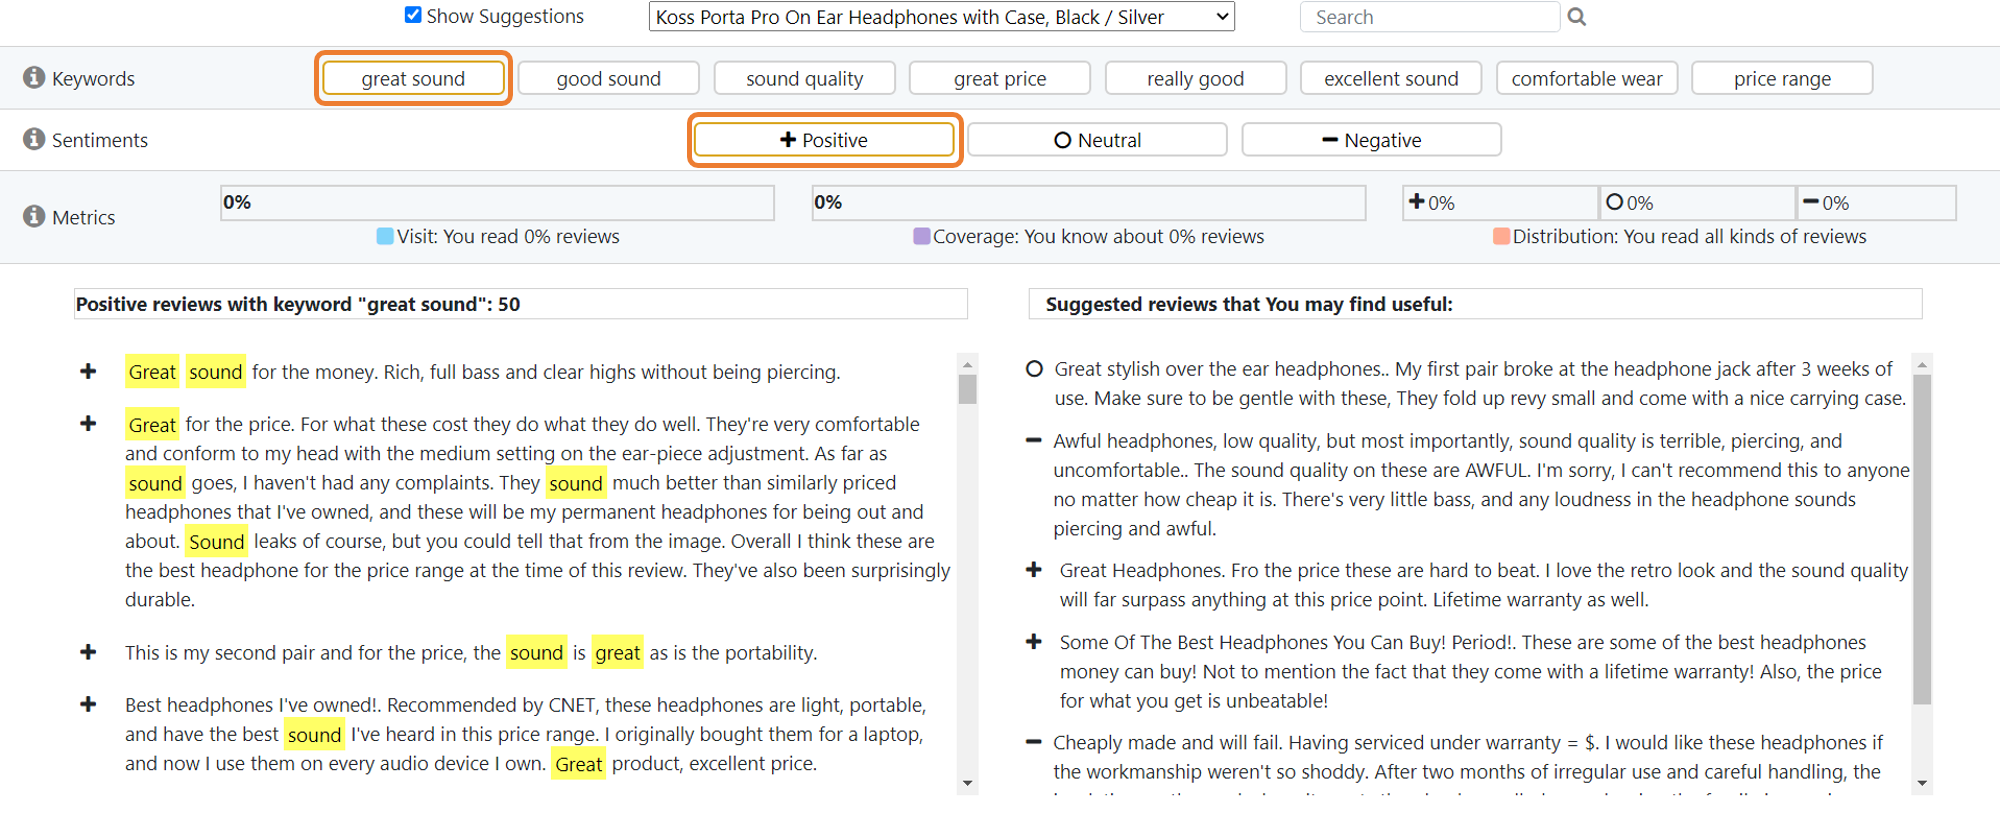 Show Suggestions
Koss Porta Pro On Ear Headphones with Case, Black / Silver
Search
Keywords
great sound
good sound
sound quality
great price
really good
excellent sound
comfortable wear
price range
Sentiments
Positive
Neutral
Negative
Metrics
0%
0%
0%
0%
0%
Visit: You read 0% reviews
Coverage: You know about 0% reviews
Distribution: You read all kinds of reviews
Positive reviews with keyword "great sound": 50
Great sound for the money. Rich, full bass and clear highs without being piercing.
Great for the price. For what these cost they do what they do well. They're very comfortable
and conform to my head with the medium setting on the ear-piece adjustment. As far as
sound goes, I haven't had any complaints. They sound much better than similarly priced
headphones that I've owned, and these will be my permanent headphones for being out and
about. Sound leaks of course, but you could tell that from the image. Overall I think these are
the best headphone for the price range at the time of this review. They've also been surprisingly
durable.
This is my second pair and for the price, the sound is great as is the portability.
Best headphones I've owned!. Recommended by CNET, these headphones are light, portable,
and have the best sound I've heard in this price range. I originally bought them for a laptop,
and now I use them on every audio device I own. Great product, excellent price.
Suggested reviews that You may find useful:
Great stylish over the ear headphones.. My first pair broke at the headphone jack after 3 weeks of
use. Make sure to be gentle with these, They fold up revy small and come with a nice carrying case.
Awful headphones, low quality, but most importantly, sound quality is terrible, piercing, and
uncomfortable.. The sound quality on these are AWFUL. I'm sorry, I can't recommend this to anyone
no matter how cheap it is. There's very little bass, and any loudness in the headphone sounds
piercing and awful.
Great Headphones. Fro the price these are hard to beat. I love the retro look and the sound quality
will far surpass anything at this price point. Lifetime warranty as well.
Some Of The Best Headphones You Can Buy! Period!. These are some of the best headphones
money can buy! Not to mention the fact that they come with a lifetime warranty! Also, the price
for what you get is unbeatable!
Cheaply made and will fail. Having serviced under warranty = $. I would like these headphones if
the workmanship weren't so shoddy. After two months of irregular use and careful handling, the